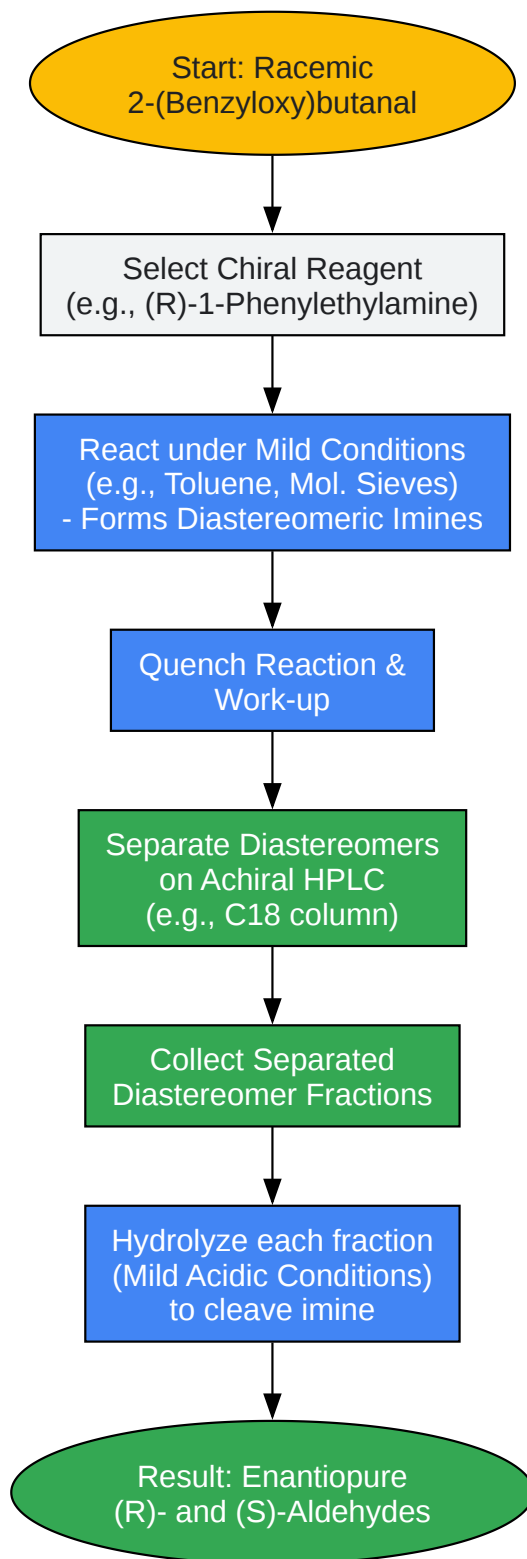 Start: Racemic
2-(Benzyloxy)butanal
Select Chiral Reagent
(e.g., (R)-1-Phenylethylamine)
React under Mild Conditions
(e.g., Toluene, Mol. Sieves)
- Forms Diastereomeric Imines
Quench Reaction &
Work-up
Separate Diastereomers
on Achiral HPLC
(e.g., C18 column)
Collect Separated
Diastereomer Fractions
Hydrolyze each fraction
(Mild Acidic Conditions)
to cleave imine
Result: Enantiopure
(R)- and (S)-Aldehydes